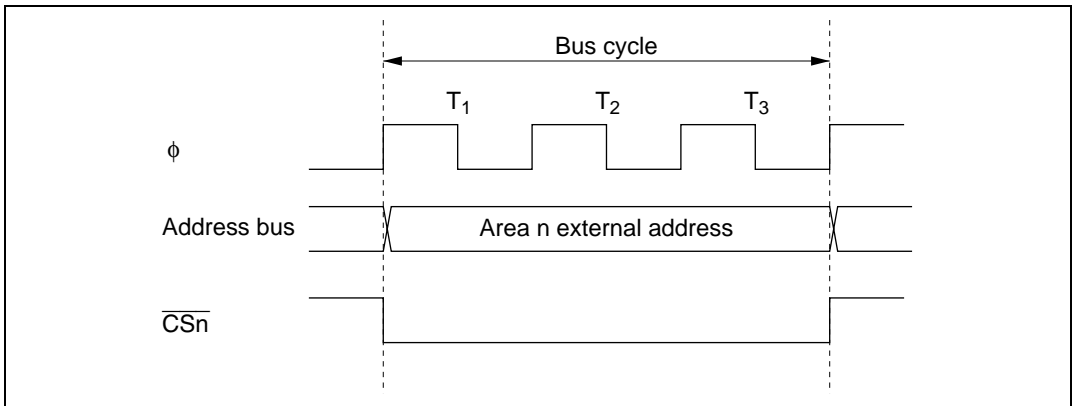 Bus cycle
T1 T2 T3
ϕ
Address bus Area n external address
CSn